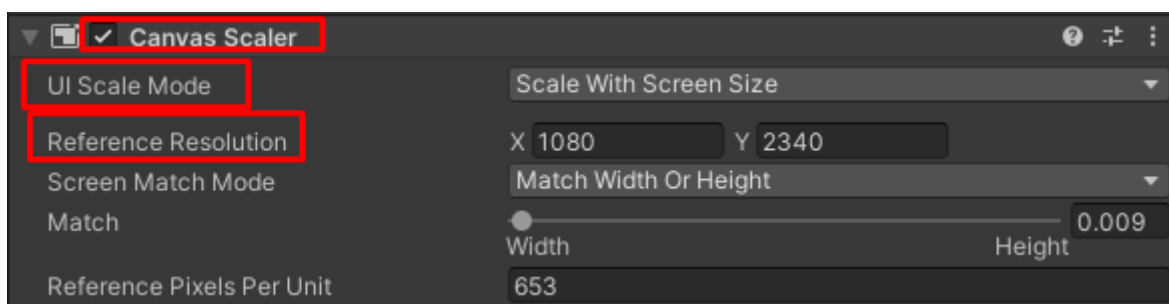 Canvas Scaler
UI Scale Mode Scale With Screen Size
Reference Resolution X 1080 Y 2340
Screen Match Mode Match Width Or Height
Match 0.009
Width Height
Reference Pixels Per Unit 653